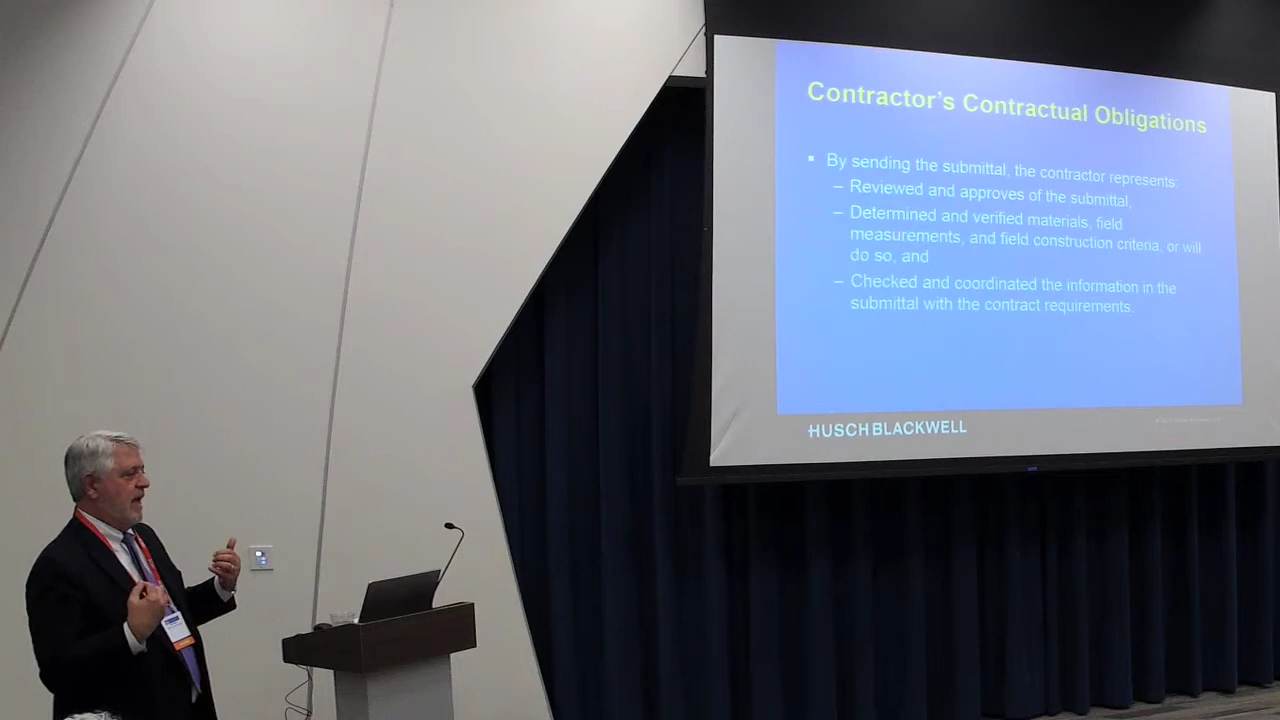 Contractor's Contractual Obligations
▪ By sending the submittal, the contractor represents:
– Reviewed and approves of the submittal,
– Determined and verified materials, field
measurements, and field construction criteria, or will
do so, and
– Checked and coordinated the information in the
submittal with the contract requirements.
HUSCH BLACKWELL